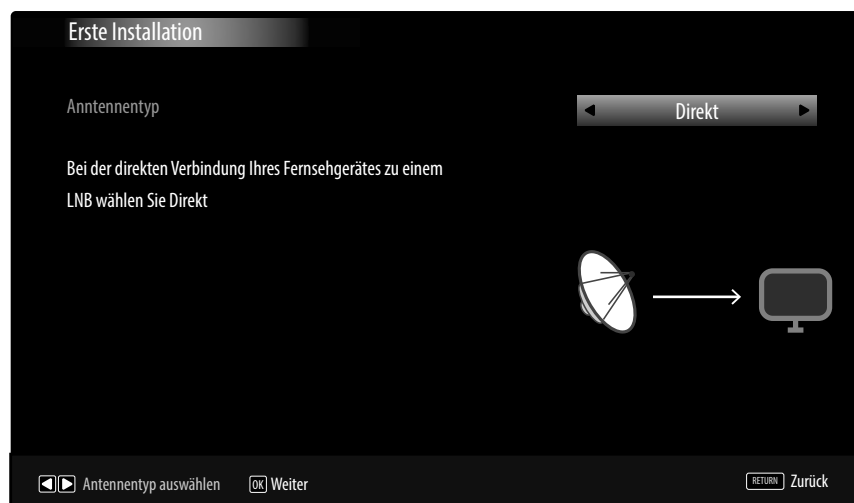 Erste Installation
Anntennentyp
Direkt
Bei der direkten Verbindung Ihres Fernsehgerätes zu einem
LNB wählen Sie Direkt
Antennentyp auswählen
OK Weiter
RETURN Zurück